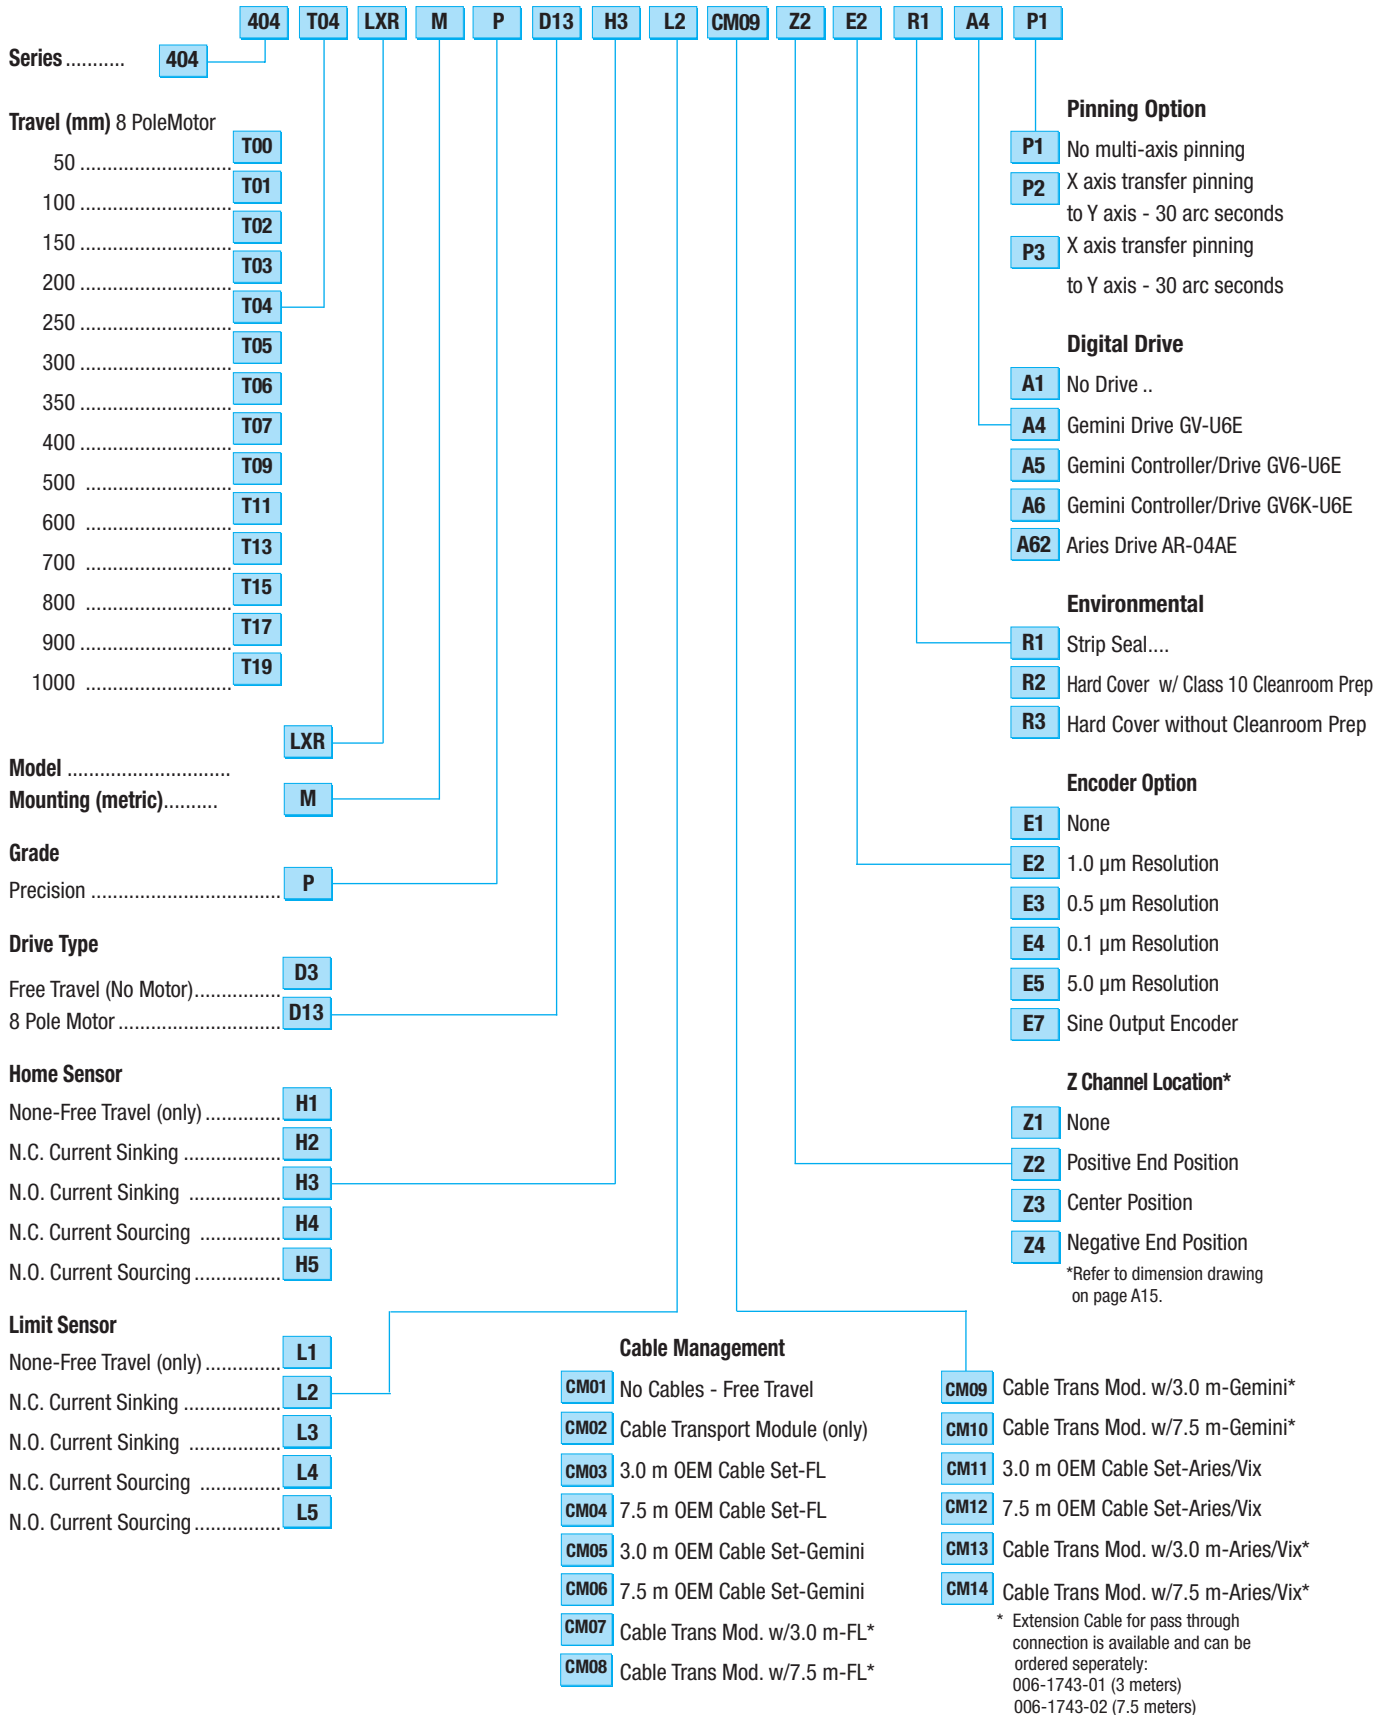 404 T04 LXR M P D13 H3 L2 CM09 Z2 E2 R1 A4 P1
Series ........... 404
Travel (mm) 8 PoleMotor
50 ............................ T00
100 ............................ T01
150 ............................ T02
200 ............................ T03
250 ............................ T04
300 ............................ T05
350 ............................ T06
400 ............................ T07
500 ............................ T09
600 ............................ T11
700 ............................ T13
800 ........................... T15
900 ............................ T17
1000 ........................... T19
LXR
Model ..............................
Mounting (metric).......... M
Grade
Precision ................................... P
Drive Type
Free Travel (No Motor)................ D3
8 Pole Motor .............................. D13
Home Sensor
None-Free Travel (only) .............. H1
N.C. Current Sinking .................. H2
N.O. Current Sinking ................. H3
N.C. Current Sourcing ............... H4
N.O. Current Sourcing ................ H5
Limit Sensor
None-Free Travel (only) .............. L1
N.C. Current Sinking .................. L2
N.O. Current Sinking ................. L3
N.C. Current Sourcing ............... L4
N.O. Current Sourcing ................ L5
Cable Management
CM01 No Cables - Free Travel
CM02 Cable Transport Module (only)
CM03 3.0 m OEM Cable Set-FL
CM04 7.5 m OEM Cable Set-FL
CM05 3.0 m OEM Cable Set-Gemini
CM06 7.5 m OEM Cable Set-Gemini
CM07 Cable Trans Mod. w/3.0 m-FL*
CM08 Cable Trans Mod. w/7.5 m-FL*
CM09 Cable Trans Mod. w/3.0 m-Gemini*
CM10 Cable Trans Mod. w/7.5 m-Gemini*
CM11 3.0 m OEM Cable Set-Aries/Vix
CM12 7.5 m OEM Cable Set-Aries/Vix
CM13 Cable Trans Mod. w/3.0 m-Aries/Vix*
CM14 Cable Trans Mod. w/7.5 m-Aries/Vix*
* Extension Cable for pass through
connection is available and can be
ordered seperately:
006-1743-01 (3 meters)
006-1743-02 (7.5 meters)
Pinning Option
P1 No multi-axis pinning
P2 X axis transfer pinning
to Y axis - 30 arc seconds
P3 X axis transfer pinning
to Y axis - 30 arc seconds
Digital Drive
A1 No Drive ..
A4 Gemini Drive GV-U6E
A5 Gemini Controller/Drive GV6-U6E
A6 Gemini Controller/Drive GV6K-U6E
A62 Aries Drive AR-04AE
Environmental
R1 Strip Seal....
R2 Hard Cover w/ Class 10 Cleanroom Prep
R3 Hard Cover without Cleanroom Prep
Encoder Option
E1 None
E2 1.0 µm Resolution
E3 0.5 µm Resolution
E4 0.1 µm Resolution
E5 5.0 µm Resolution
E7 Sine Output Encoder
Z Channel Location*
Z1 None
Z2 Positive End Position
Z3 Center Position
Z4 Negative End Position
*Refer to dimension drawing
on page A15.